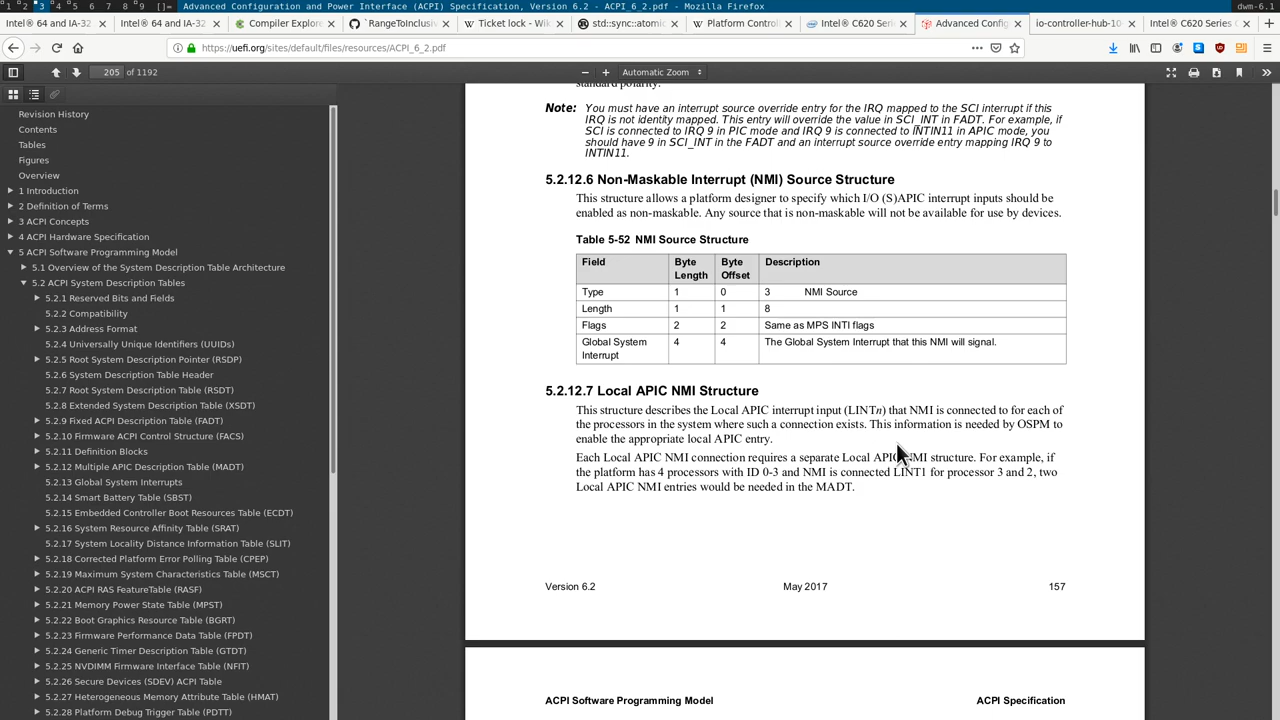 1 2 3 4 5 6 7 8 9 []= Advanced Configuration and Power Interface (ACPI) Specification, Version 6.2 - ACPI_6_2.pdf - Mozilla Firefox dwm-6.1
Intel® 64 and IA-32 Intel® 64 and IA-32 Compiler Explore "RangeToInclusiv Ticket lock - Wik std::sync::atomic Platform Control Intel® C620 Seri Advanced Config io-controller-hub-10 Intel® C620 Series C
https://uefi.org/sites/default/files/resources/ACPI_6_2.pdf
205 of 1192 Automatic Zoom
Revision History
Contents
Tables
Figures
Overview
1 Introduction
2 Definition of Terms
3 ACPI Concepts
4 ACPI Hardware Specification
5 ACPI Software Programming Model
5.1 Overview of the System Description Table Architecture
5.2 ACPI System Description Tables
5.2.1 Reserved Bits and Fields
5.2.2 Compatibility
5.2.3 Address Format
5.2.4 Universally Unique Identifiers (UUIDs)
5.2.5 Root System Description Pointer (RSDP)
5.2.6 System Description Table Header
5.2.7 Root System Description Table (RSDT)
5.2.8 Extended System Description Table (XSDT)
5.2.9 Fixed ACPI Description Table (FADT)
5.2.10 Firmware ACPI Control Structure (FACS)
5.2.11 Definition Blocks
5.2.12 Multiple APIC Description Table (MADT)
5.2.13 Global System Interrupts
5.2.14 Smart Battery Table (SBST)
5.2.15 Embedded Controller Boot Resources Table (ECDT)
5.2.16 System Resource Affinity Table (SRAT)
5.2.17 System Locality Distance Information Table (SLIT)
5.2.18 Corrected Platform Error Polling Table (CPEP)
5.2.19 Maximum System Characteristics Table (MSCT)
5.2.20 ACPI RAS FeatureTable (RASF)
5.2.21 Memory Power State Table (MPST)
5.2.22 Boot Graphics Resource Table (BGRT)
5.2.23 Firmware Performance Data Table (FPDT)
5.2.24 Generic Timer Description Table (GTDT)
5.2.25 NVDIMM Firmware Interface Table (NFIT)
5.2.26 Secure Devices (SDEV) ACPI Table
5.2.27 Heterogeneous Memory Attribute Table (HMAT)
5.2.28 Platform Debug Trigger Table (PDTT)
standard polarity.
Note: You must have an interrupt source override entry for the IRQ mapped to the SCI interrupt if this
IRQ is not identity mapped. This entry will override the value in SCI_INT in FADT. For example, if
SCI is connected to IRQ 9 in PIC mode and IRQ 9 is connected to INTIN11 in APIC mode, you
should have 9 in SCI_INT in the FADT and an interrupt source override entry mapping IRQ 9 to
INTIN11.
5.2.12.6 Non-Maskable Interrupt (NMI) Source Structure
This structure allows a platform designer to specify which I/O (S)APIC interrupt inputs should be
enabled as non-maskable. Any source that is non-maskable will not be available for use by devices.
Table 5-52 NMI Source Structure
Field Byte Length Byte Offset Description
Type 1 0 3 NMI Source
Length 1 1 8
Flags 2 2 Same as MPS INTI flags
Global System Interrupt 4 4 The Global System Interrupt that this NMI will signal.
5.2.12.7 Local APIC NMI Structure
This structure describes the Local APIC interrupt input (LINTn) that NMI is connected to for each of
the processors in the system where such a connection exists. This information is needed by OSPM to
enable the appropriate local APIC entry.
Each Local APIC NMI connection requires a separate Local APIC NMI structure. For example, if
the platform has 4 processors with ID 0-3 and NMI is connected LINT1 for processor 3 and 2, two
Local APIC NMI entries would be needed in the MADT.
Version 6.2 May 2017 157
ACPI Software Programming Model ACPI Specification